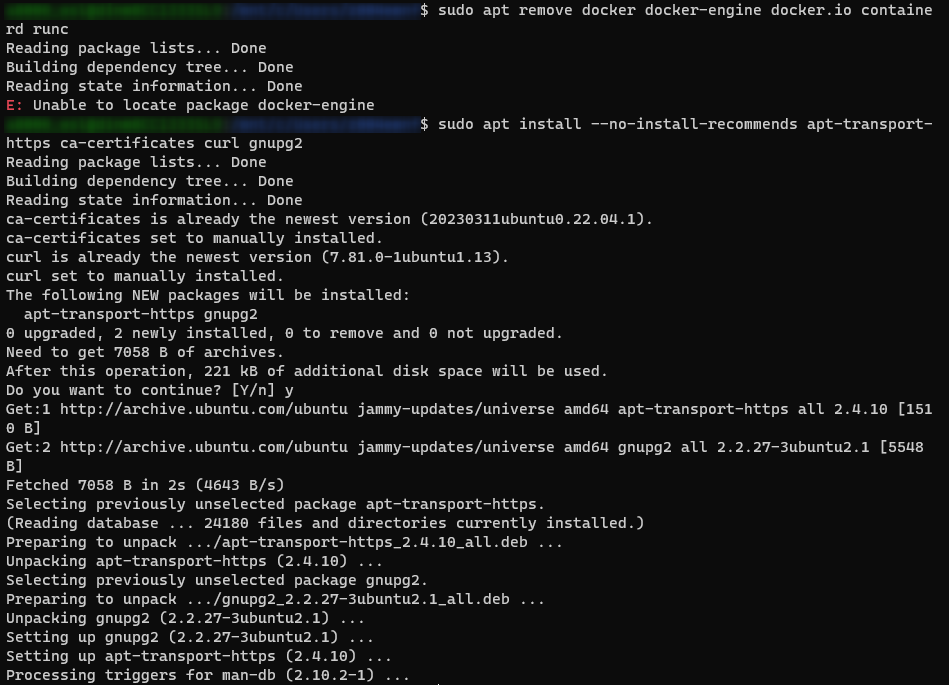 $ sudo apt remove docker docker-engine docker.io containe
rd runc
Reading package lists... Done
Building dependency tree... Done
Reading state information... Done
E: Unable to locate package docker-engine
$ sudo apt install --no-install-recommends apt-transport-
https ca-certificates curl gnupg2
Reading package lists... Done
Building dependency tree... Done
Reading state information... Done
ca-certificates is already the newest version (20230311ubuntu0.22.04.1).
ca-certificates set to manually installed.
curl is already the newest version (7.81.0-1ubuntu1.13).
curl set to manually installed.
The following NEW packages will be installed:
  apt-transport-https gnupg2
0 upgraded, 2 newly installed, 0 to remove and 0 not upgraded.
Need to get 7058 B of archives.
After this operation, 221 kB of additional disk space will be used.
Do you want to continue? [Y/n] y
Get:1 http://archive.ubuntu.com/ubuntu jammy-updates/universe amd64 apt-transport-https all 2.4.10 [151
0 B]
Get:2 http://archive.ubuntu.com/ubuntu jammy-updates/universe amd64 gnupg2 all 2.2.27-3ubuntu2.1 [5548
B]
Fetched 7058 B in 2s (4643 B/s)
Selecting previously unselected package apt-transport-https.
(Reading database ... 24180 files and directories currently installed.)
Preparing to unpack .../apt-transport-https_2.4.10_all.deb ...
Unpacking apt-transport-https (2.4.10) ...
Selecting previously unselected package gnupg2.
Preparing to unpack .../gnupg2_2.2.27-3ubuntu2.1_all.deb ...
Unpacking gnupg2 (2.2.27-3ubuntu2.1) ...
Setting up gnupg2 (2.2.27-3ubuntu2.1) ...
Setting up apt-transport-https (2.4.10) ...
Processing triggers for man-db (2.10.2-1) ...